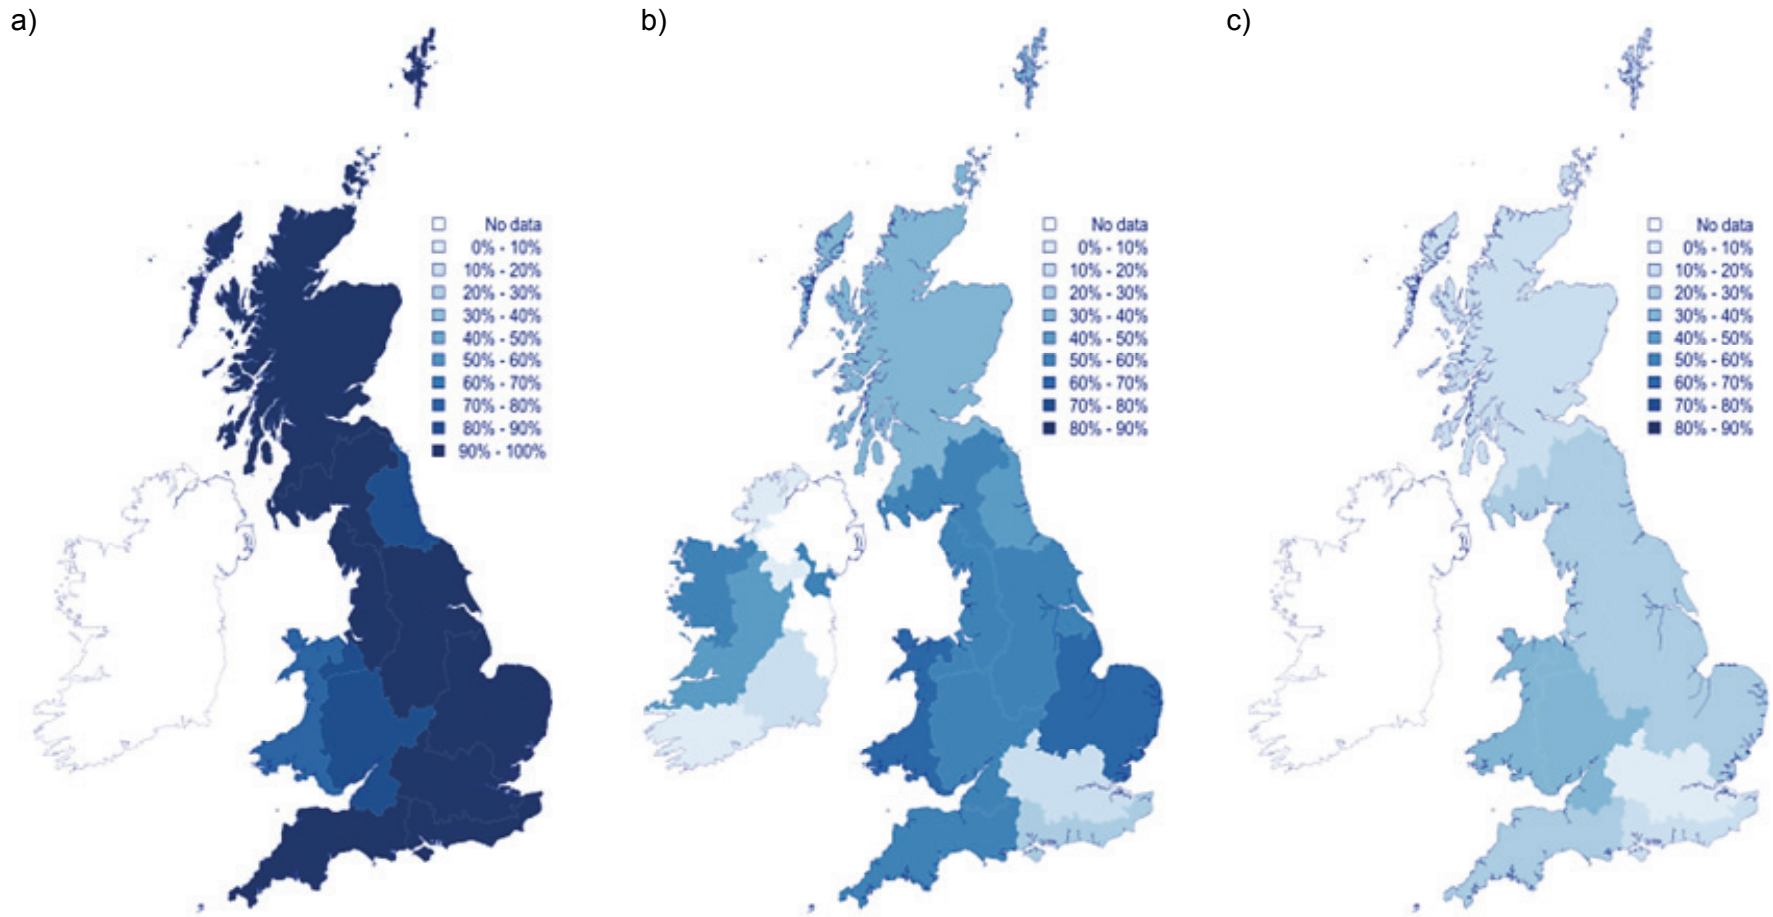 a)
No data
0% - 10%
10% - 20%
20% - 30%
30% - 40%
40% - 50%
50% - 60%
60% - 70%
70% - 80%
80% - 90%
90% - 100%
b)
No data
0% - 10%
10% - 20%
20% - 30%
30% - 40%
40% - 50%
50% - 60%
60% - 70%
70% - 80%
80% - 90%
c)
No data
0% - 10%
10% - 20%
20% - 30%
30% - 40%
40% - 50%
50% - 60%
60% - 70%
70% - 80%
80% - 90%